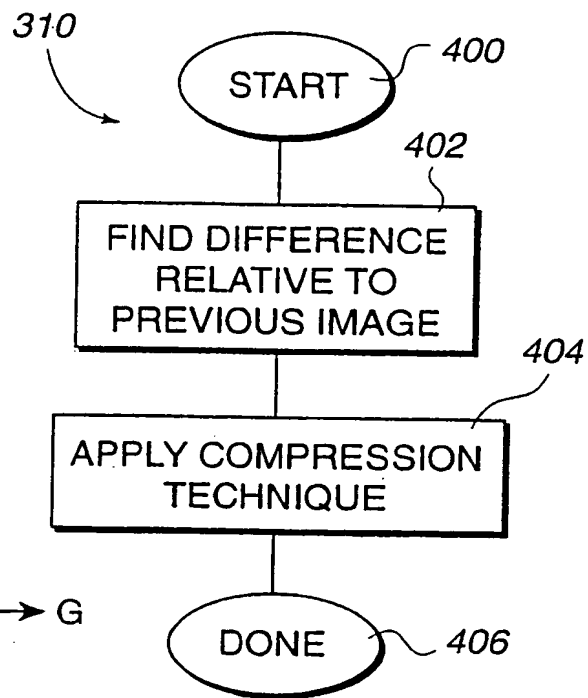 310
START
400
402
FIND DIFFERENCE
RELATIVE TO
PREVIOUS IMAGE
404
APPLY COMPRESSION
TECHNIQUE
G
DONE
406